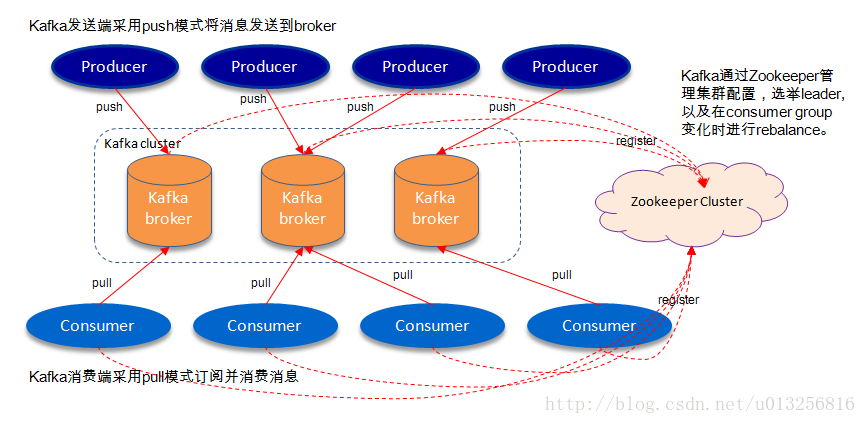 Kafka发送端采用push模式将消息发送到broker
Producer
Producer
Producer
Producer
Kafka通过Zookeeper管
理集群配置，选举leader,
以及在consumer group
变化时进行rebalance。
push
push
push
push
Kafka cluster
register
Kafka
broker
Kafka
broker
Kafka
broker
Zookeeper Cluster
pull
pull
pull
pull
register
Consumer
Consumer
Consumer
Consumer
Kafka消费端采用pull模式订阅并消费消息
http://blog.csdn.net/u013256816